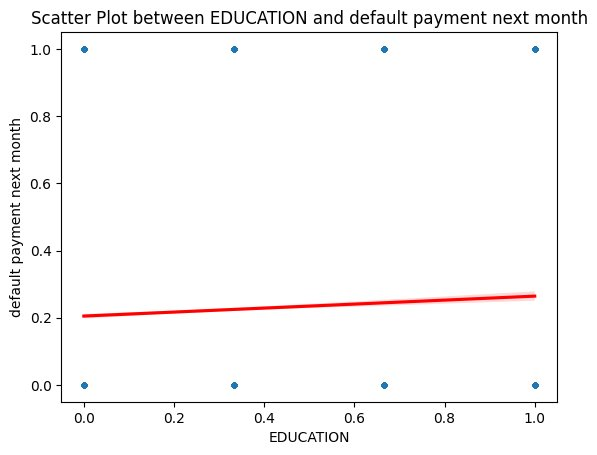 Scatter Plot between EDUCATION and default payment next month
default payment next month
1.0
0.8
0.6
0.4
0.2
0.0
0.0 0.2 0.4 0.6 0.8 1.0
EDUCATION